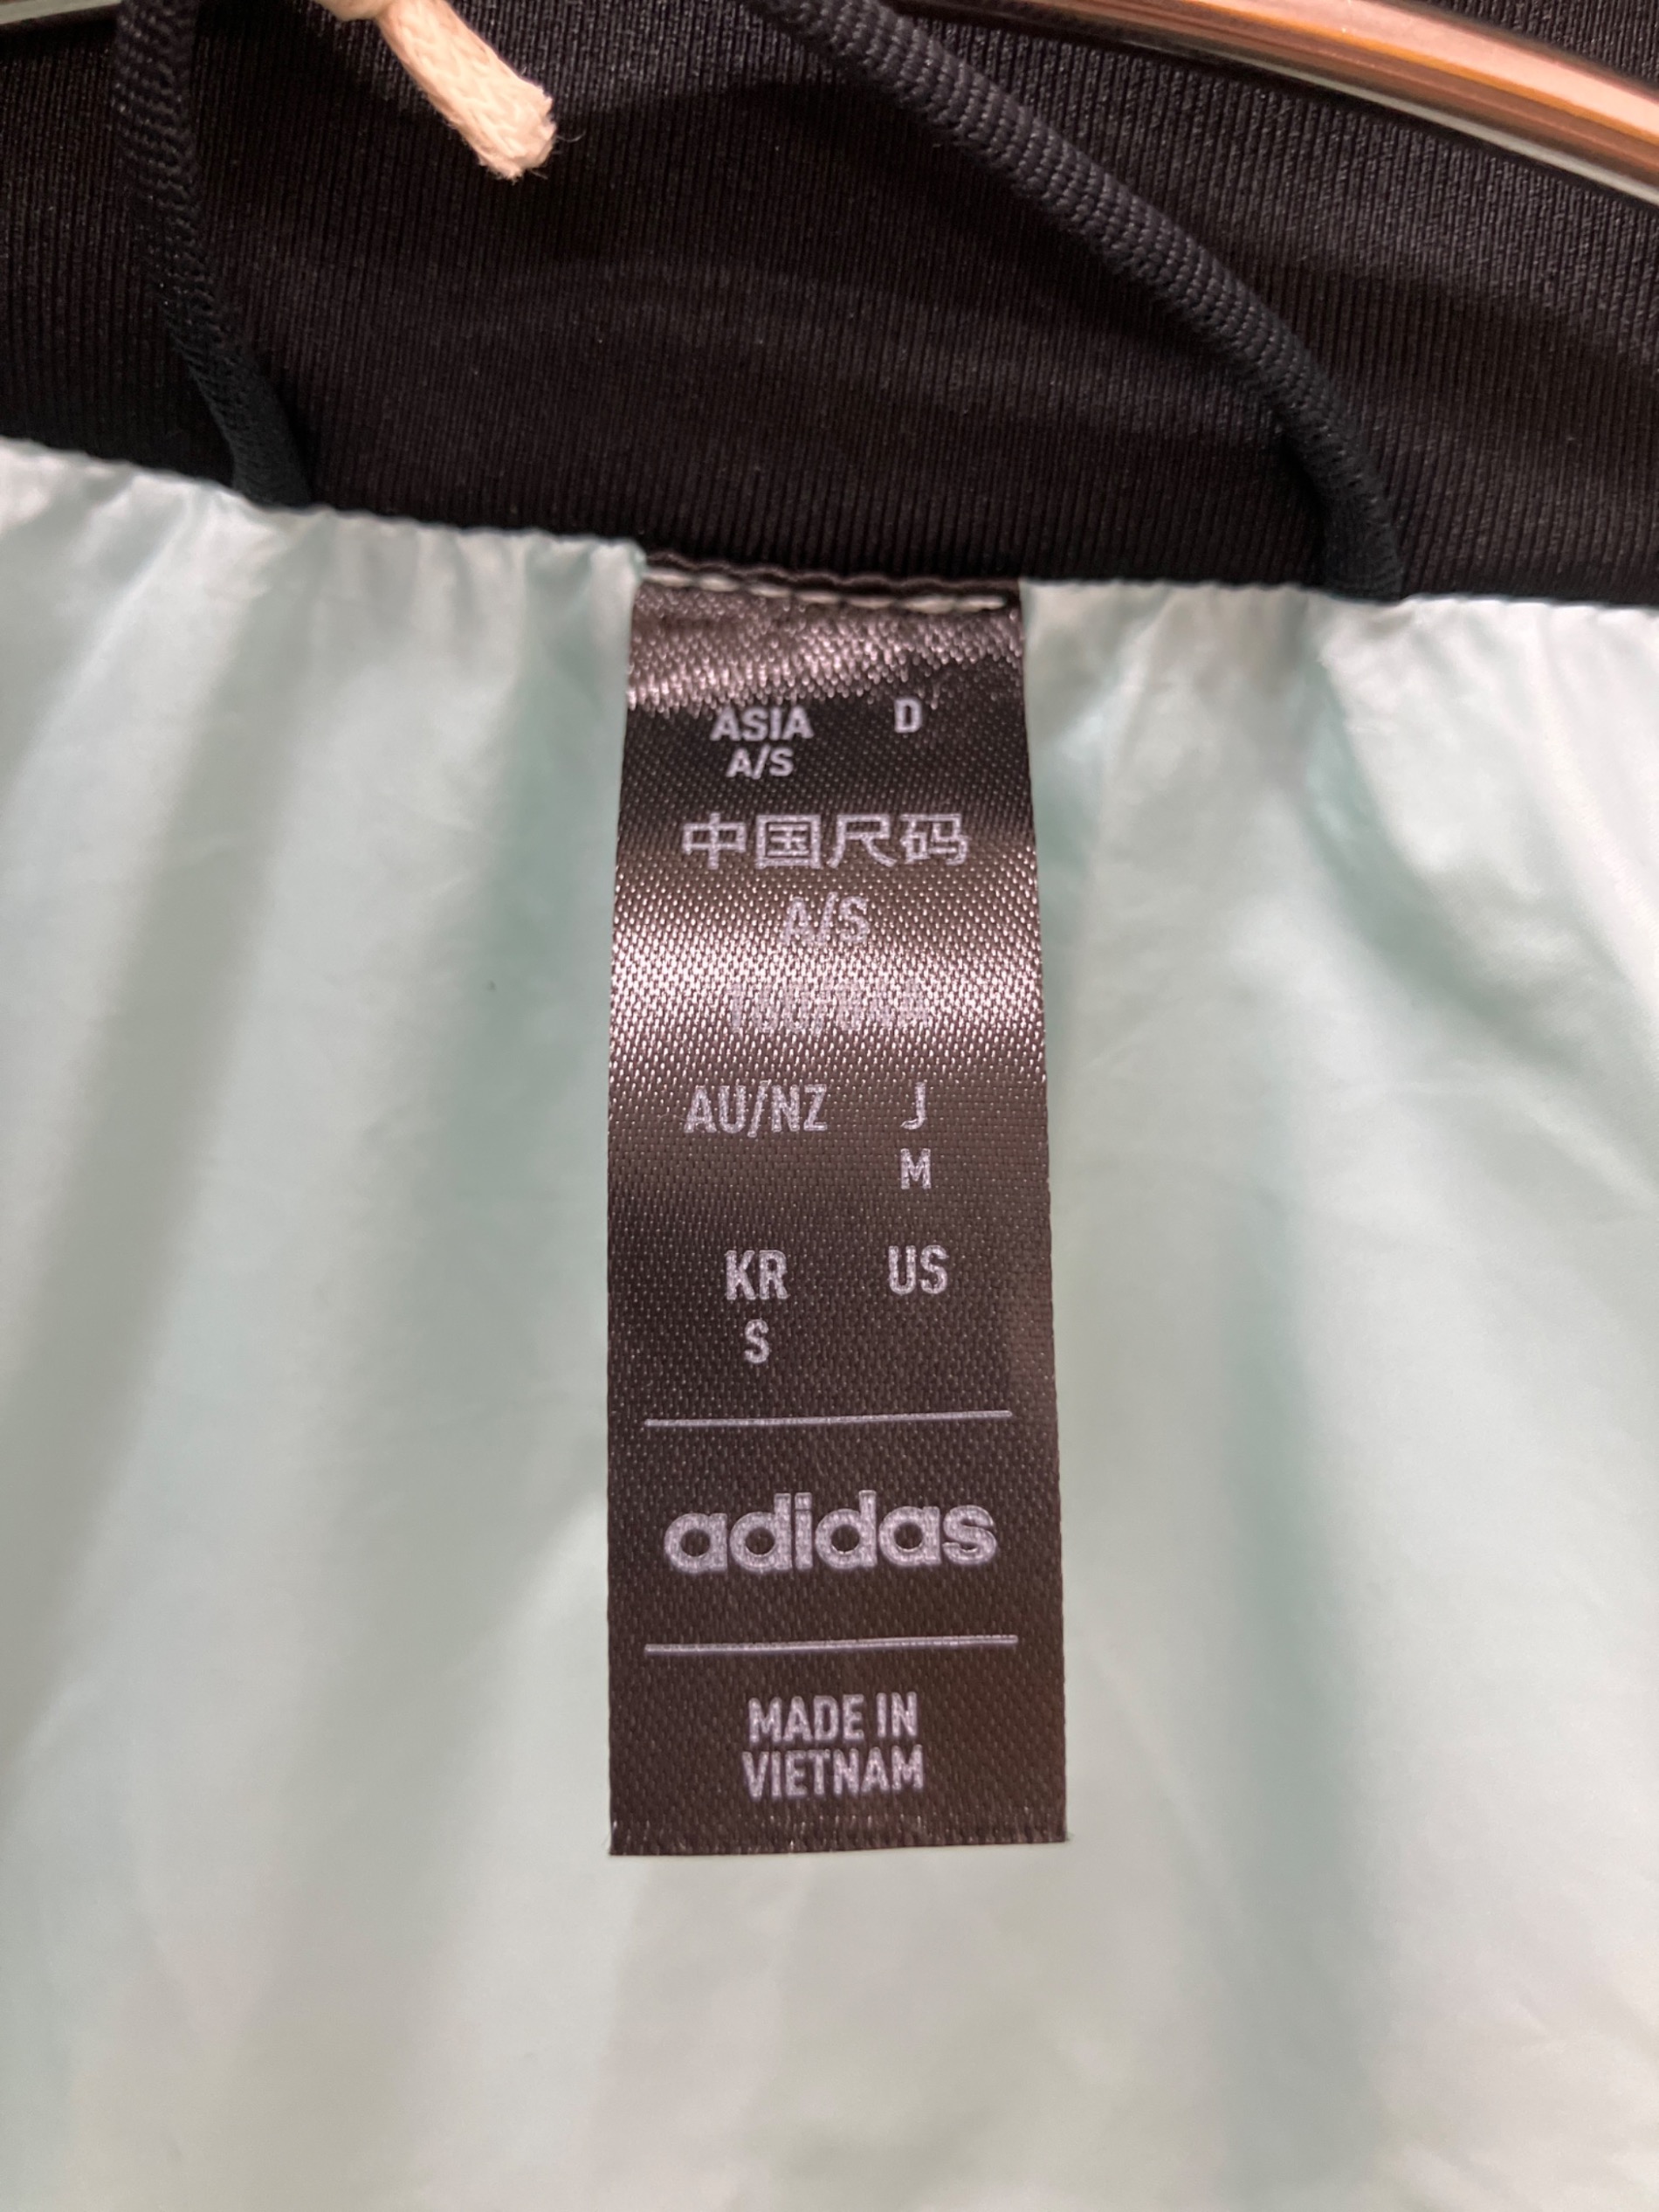 ASIA D
A/S
中国尺码
A/S
AU/NZ J
M
KR US
S
adidas
MADE IN
VIETNAM